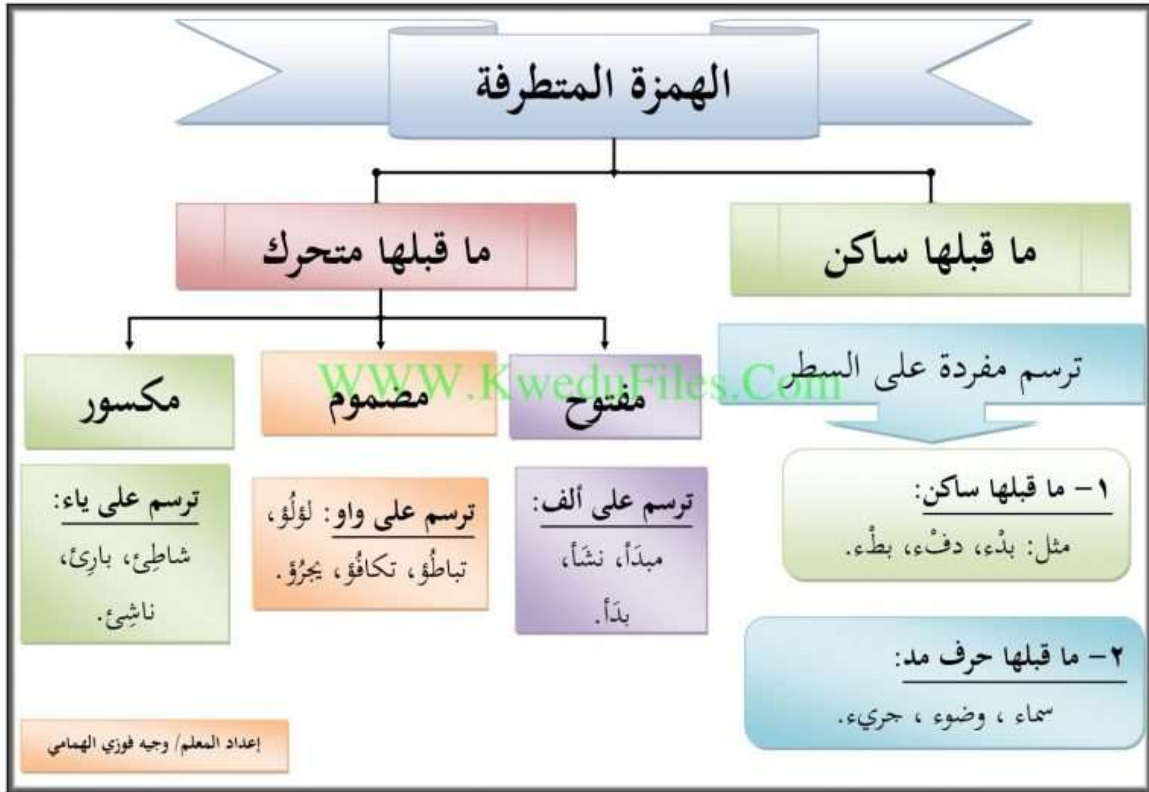 الهمزة المتطرفة
ما قبلها ساكن
ترسم مفردة على السطر
١- ما قبلها ساكن:
مثل: بدْء، دفْء، بطْء.
٢- ما قبلها حرف مد:
سماء ، وضوء ، جريء.
ما قبلها متحرك
مفتوح
ترسم على ألف:
مبدَأ، نشَأ،
بدَأ.
مضموم
ترسم على واو: لؤلُؤ،
تباطُؤ، تكافُؤ، يجرُؤ.
مكسور
ترسم على ياء:
شاطِئ، بارِئ،
ناشِئ.
WWW.KweduFiles.Com
إعداد المعلم/ وجيه فوزي الهمامي